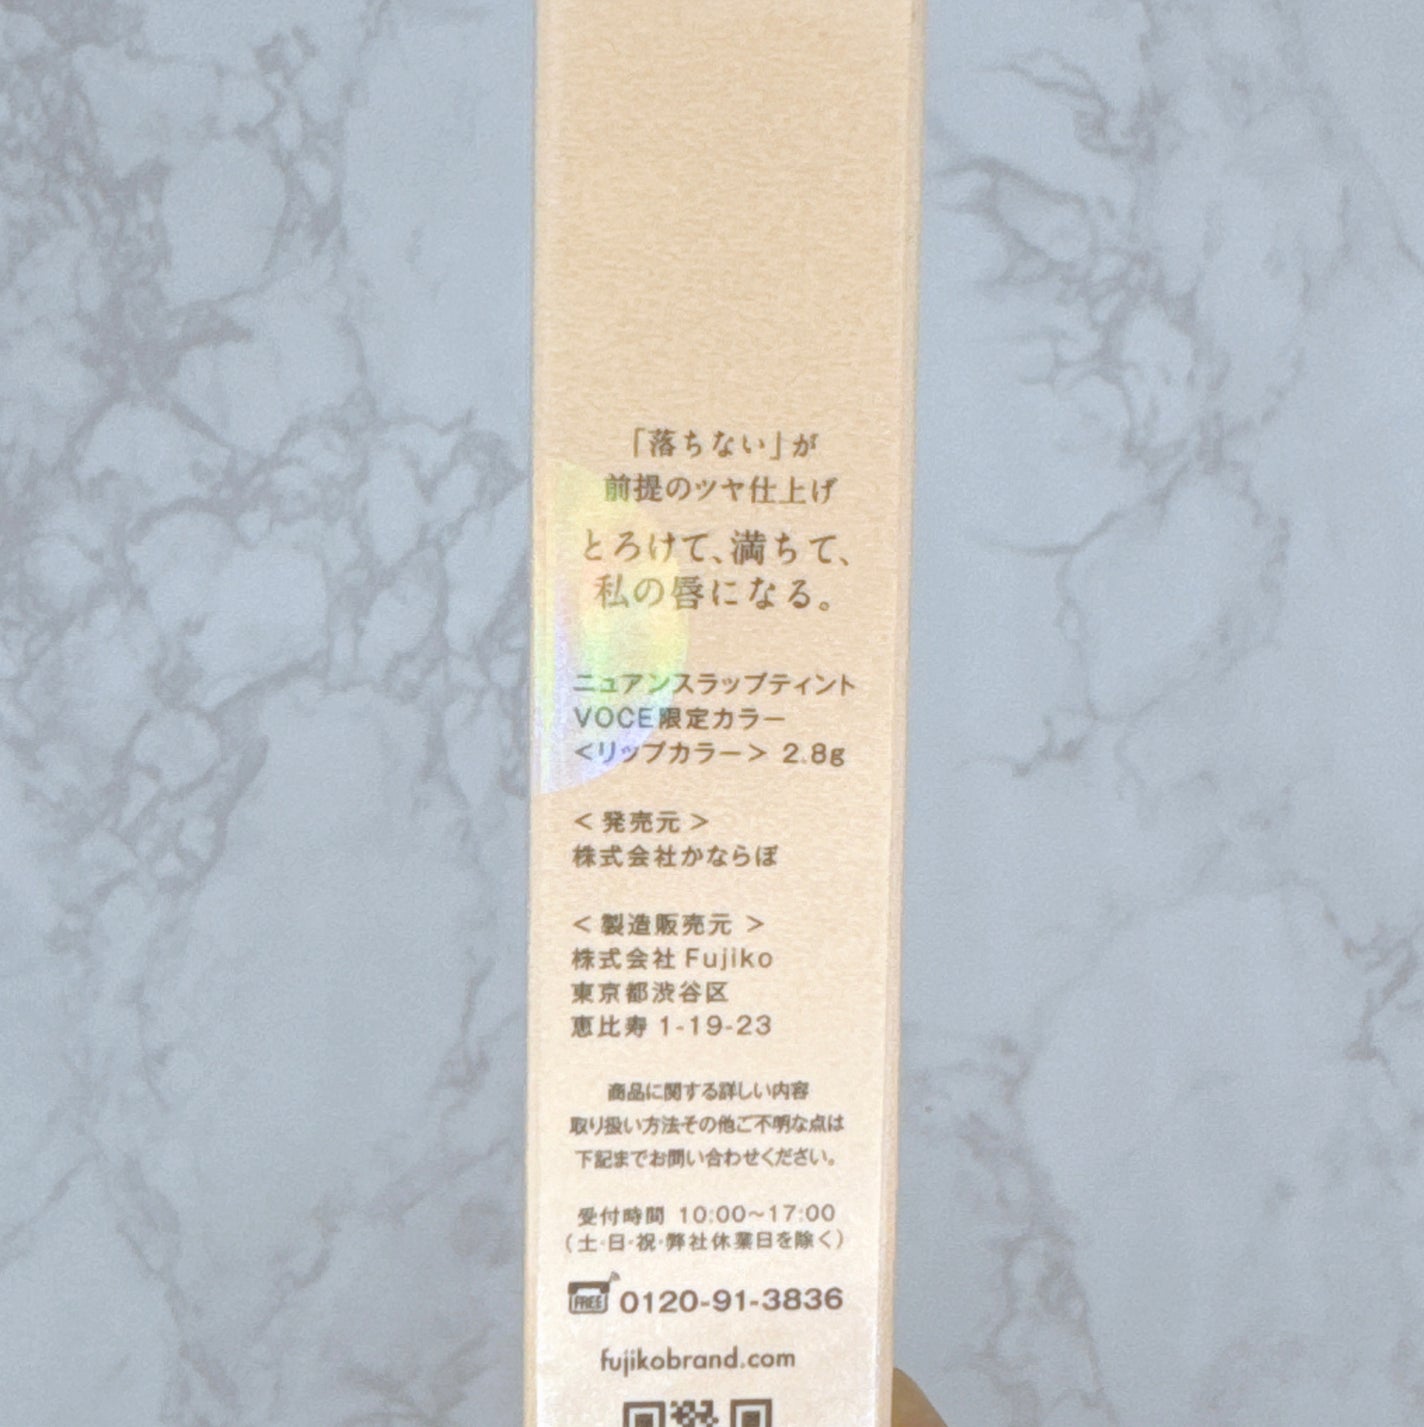 「落ちない」が
前提のツヤ仕上げ
とろけて、満ちて、
私の唇になる。
ニュアンスラップティント
VOCE限定カラー
<リップカラー> 2.8g
< 発売元 >
株式会社かならぼ
< 製造販売元 >
株式会社 Fujiko
東京都渋谷区
恵比寿 1-19-23
商品に関する詳しい内容
取り扱い方法その他ご不明な点は
下記までお問い合わせください。
受付時間 10:00~17:00
(土・日・祝・弊社休業日を除く)
FREE 0120-91-3836
fujikobrand.com